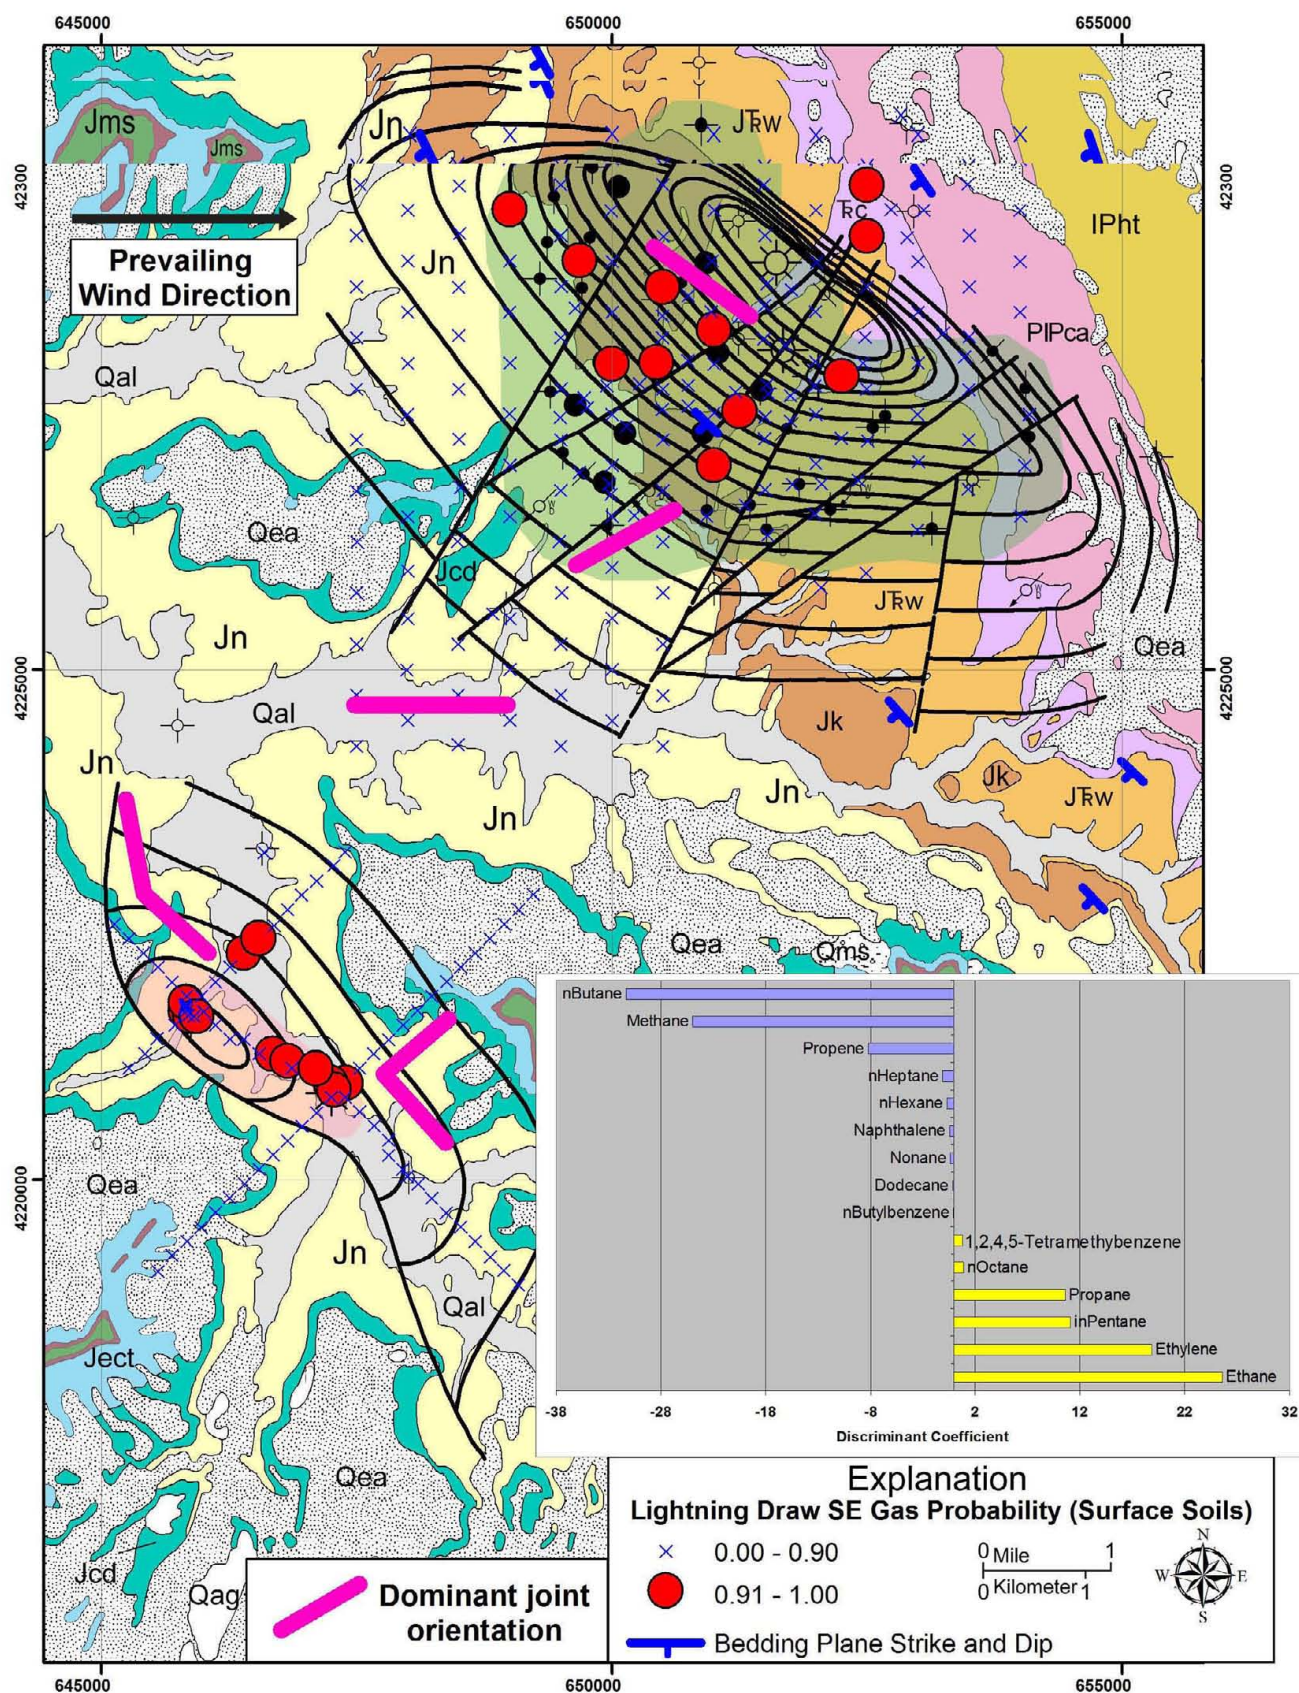 645000 650000 655000
Jms
Jn
JTRW
Jms
42300
42300
TRC
IPht
Prevailing
Wind Direction
Jn
PIPca
Qal
Qea
Jcd
Jn
JTRW
Qea
4225000
4225000
Qal
Jk
Jn
Jk
Jn
JTRW
Jn
Qea
Qms
nButane
Methane
Propene
nHeptane
nHexane
Naphthalene
Nonane
Dodecane
nButylbenzene
1,2,4,5-Tetramethybenzene
nOctane
Propane
inPentane
Ethylene
Ethane
-38 -28 -18 -8 2 12 22 32
Discriminant Coefficient
4220000
Qea
Jn
Qal
Ject
Qea
Jcd
Qag
Dominant joint
orientation
Explanation
Lightning Draw SE Gas Probability (Surface Soils)
0.00 - 0.90
0.91 - 1.00
0 Mile 1
0 Kilometer 1
N
W E
S
Bedding Plane Strike and Dip
645000 650000 655000